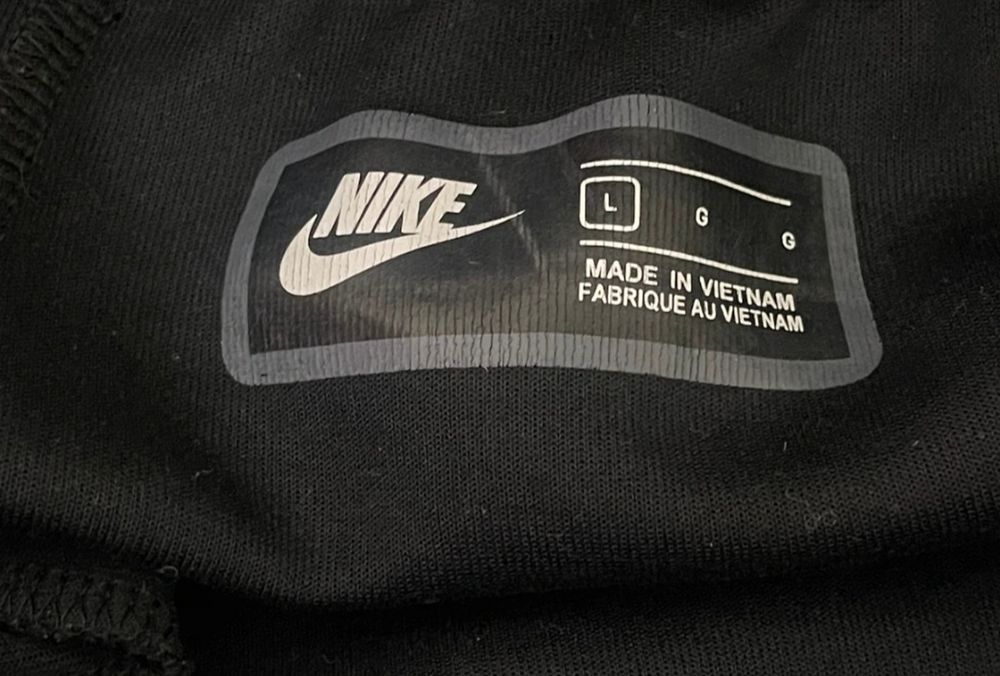 NIKE
L G G
MADE IN VIETNAM
FABRIQUE AU VIETNAM